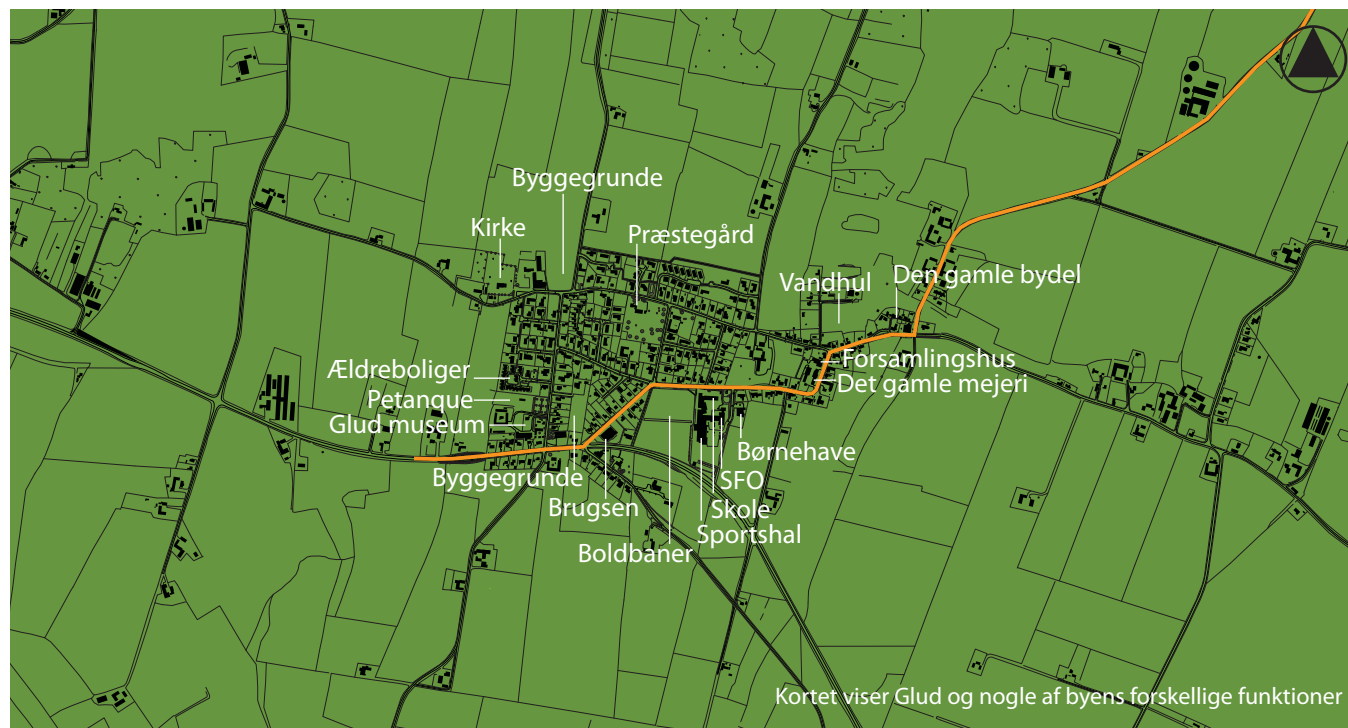 Byggegrunde
Kirke
Præstegård
Den gamle bydel
Vandhul
Forsamlingshus
Ældreboliger
Det gamle mejeri
Petanque
Glud museum
Børnehave
Byggegrunde
SFO
Brugsen
Skole
Sportshal
Boldbaner
Kortet viser Glud og nogle af byens forskellige funktioner